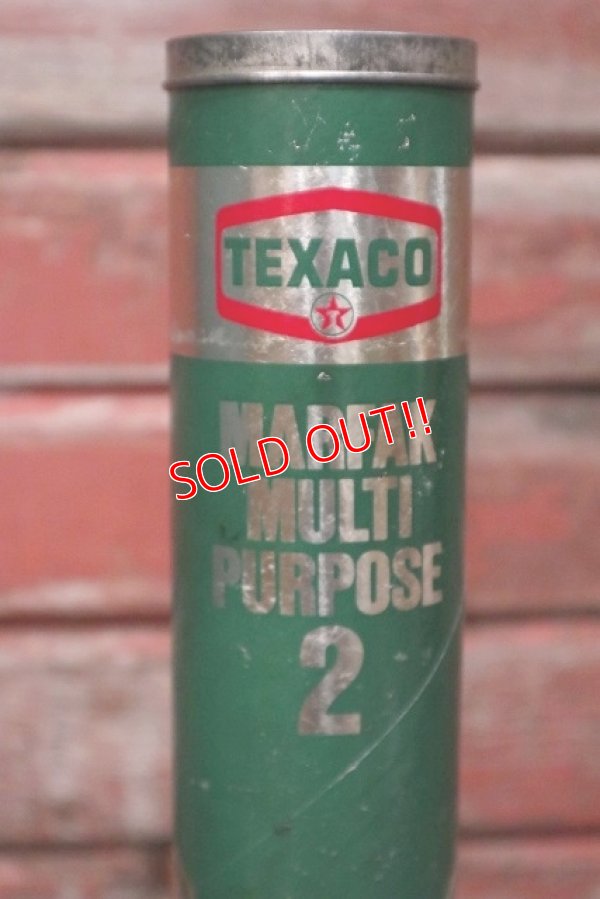 TEXACO
T
MARFAK
SOLD OUT!!
MULTI
PURPOSE
2